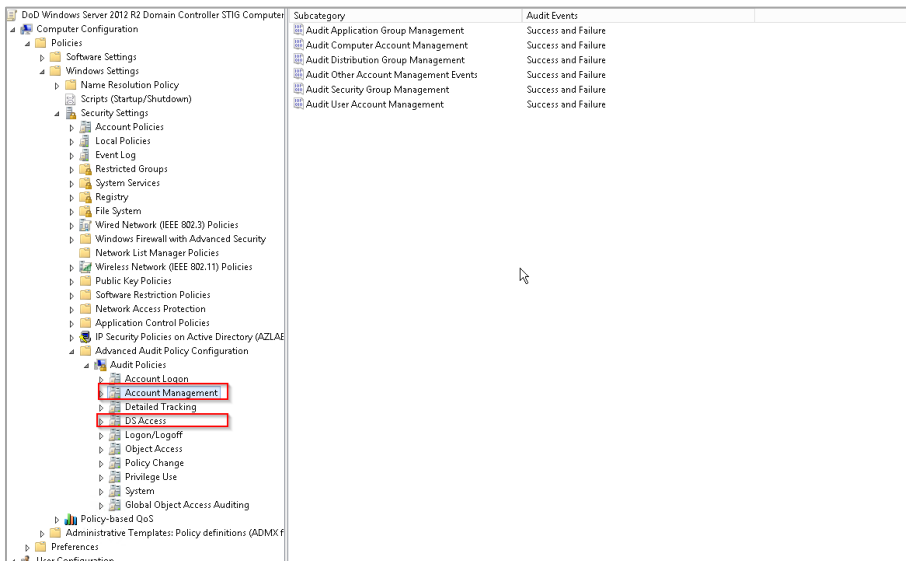 DoD Windows Server 2012 R2 Domain Controller STIG Computer
Computer Configuration
Policies
Software Settings
Windows Settings
Name Resolution Policy
Scripts (Startup/Shutdown)
Security Settings
Account Policies
Local Policies
Event Log
Restricted Groups
System Services
Registry
File System
Wired Network (IEEE 802.3) Policies
Windows Firewall with Advanced Security
Network List Manager Policies
Wireless Network (IEEE 802.11) Policies
Public Key Policies
Software Restriction Policies
Network Access Protection
Application Control Policies
IP Security Policies on Active Directory (AZLAB
Advanced Audit Policy Configuration
Audit Policies
Account Logon
Account Management
Detailed Tracking
DS Access
Logon/Logoff
Object Access
Policy Change
Privilege Use
System
Global Object Access Auditing
Policy-based QoS
Administrative Templates: Policy definitions (ADMX f
Preferences
User Configuration
Subcategory Audit Events
Audit Application Group Management Success and Failure
Audit Computer Account Management Success and Failure
Audit Distribution Group Management Success and Failure
Audit Other Account Management Events Success and Failure
Audit Security Group Management Success and Failure
Audit User Account Management Success and Failure